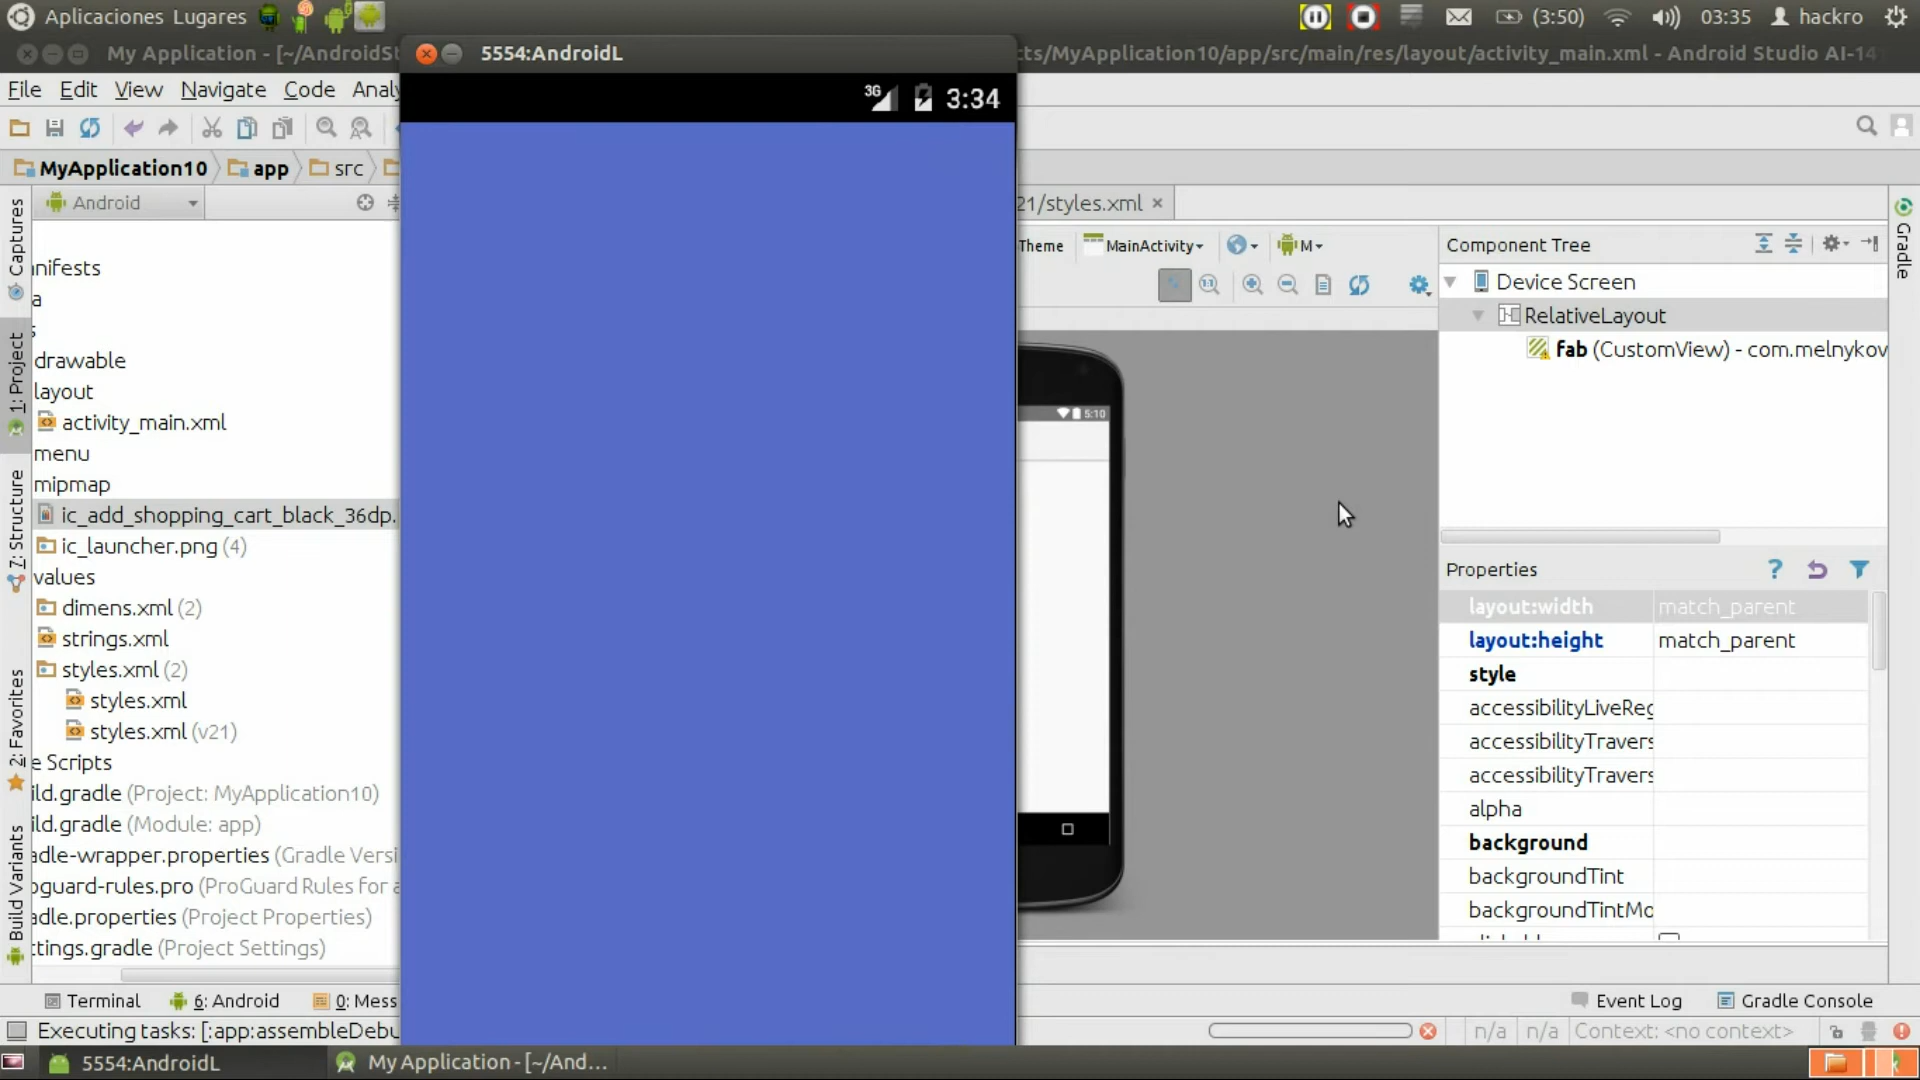 Aplicaciones Lugares
(3:50)
03:35
hackro
My Application - [~/AndroidSt
5554:AndroidL
cts/MyApplication10/app/src/main/res/layout/activity_main.xml - Android Studio AI-141
File Edit View Navigate Code Analy
3G 3:34
MyApplication10 app src
Android
21/styles.xml
Theme MainActivity M
Component Tree
Captures
1: Project
7: Structure
2: Favorites
Build Variants
Gradle
nifests
a
s
drawable
layout
activity_main.xml
menu
mipmap
ic_add_shopping_cart_black_36dp.
ic_launcher.png (4)
values
dimens.xml (2)
strings.xml
styles.xml (2)
styles.xml
styles.xml (v21)
e Scripts
ild.gradle (Project: MyApplication10)
ild.gradle (Module: app)
adle-wrapper.properties (Gradle Versi
oguard-rules.pro (ProGuard Rules for a
adle.properties (Project Properties)
ttings.gradle (Project Settings)
5:10
Device Screen
RelativeLayout
fab (CustomView) - com.melnykov
Properties
layout:width match_parent
layout:height match_parent
style
accessibilityLiveReg
accessibilityTravers
accessibilityTravers
alpha
background
backgroundTint
backgroundTintMo
Terminal 6: Android 0: Mess
Event Log Gradle Console
Executing tasks: [:app:assembleDebu
n/a n/a Context: <no context>
5554:AndroidL
My Application - [~/And...